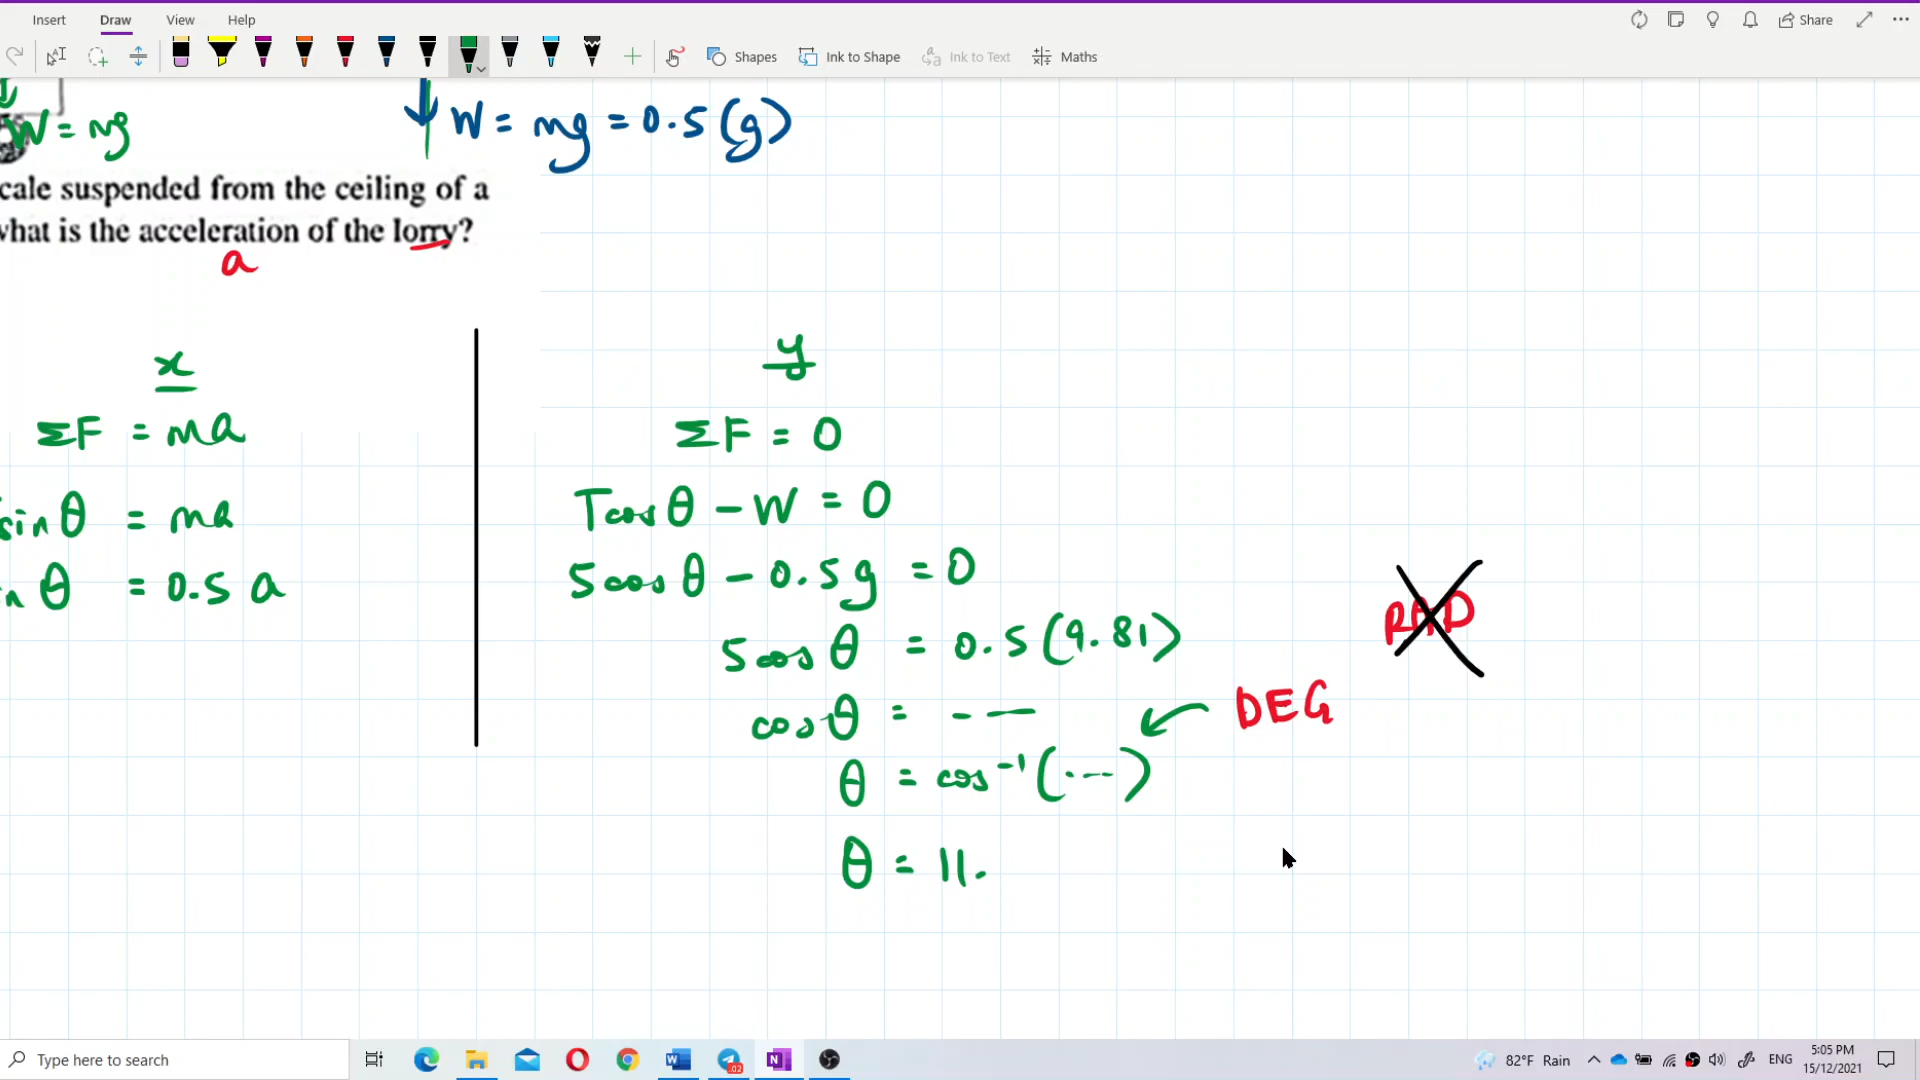 Insert Draw View Help
Share
Shapes Ink to Shape Ink to Text Maths
W = mg
W = mg = 0.5 (g)
cale suspended from the ceiling of a
what is the acceleration of the lorry?
a
x
ΣF = ma
sin θ = ma
n θ = 0.5 a
y
ΣF = 0
T cos θ - W = 0
5 cos θ - 0.5 g = 0
5 cos θ = 0.5 (9.81)
cos θ = - —
θ = cos⁻¹ (·--)
θ = 11.
RAD
DEG
Type here to search
.02
82°F Rain
ENG
5:05 PM
15/12/2021